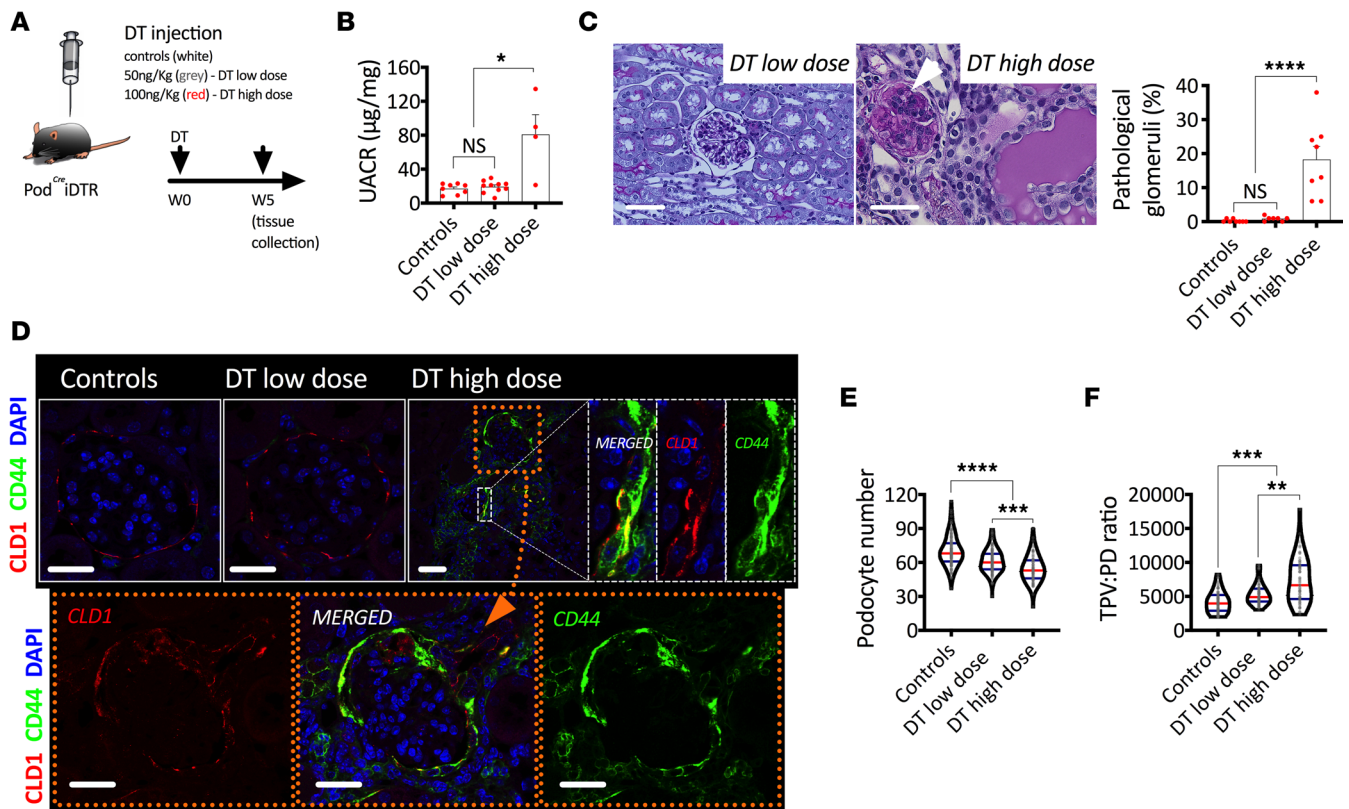 A
DT injection
controls (white)
50ng/Kg (grey) - DT low dose
100ng/Kg (red) - DT high dose
DT
W0
W5
(tissue
collection)
Pod^Cre iDTR
B
*
NS
UACR (µg/mg)
160
120
80
40
0
Controls
DT low dose
DT high dose
C
DT low dose
DT high dose
****
NS
Pathological
glomeruli (%)
40
30
20
10
0
Controls
DT low dose
DT high dose
D
CLD1 CD44 DAPI
Controls
DT low dose
DT high dose
MERGED
CLD1
CD44
CLD1 CD44 DAPI
CLD1
MERGED
CD44
E
****
***
Podocyte number
120
90
60
30
0
Controls
DT low dose
DT high dose
F
***
**
TPV:PD ratio
20000
15000
10000
5000
0
Controls
DT low dose
DT high dose